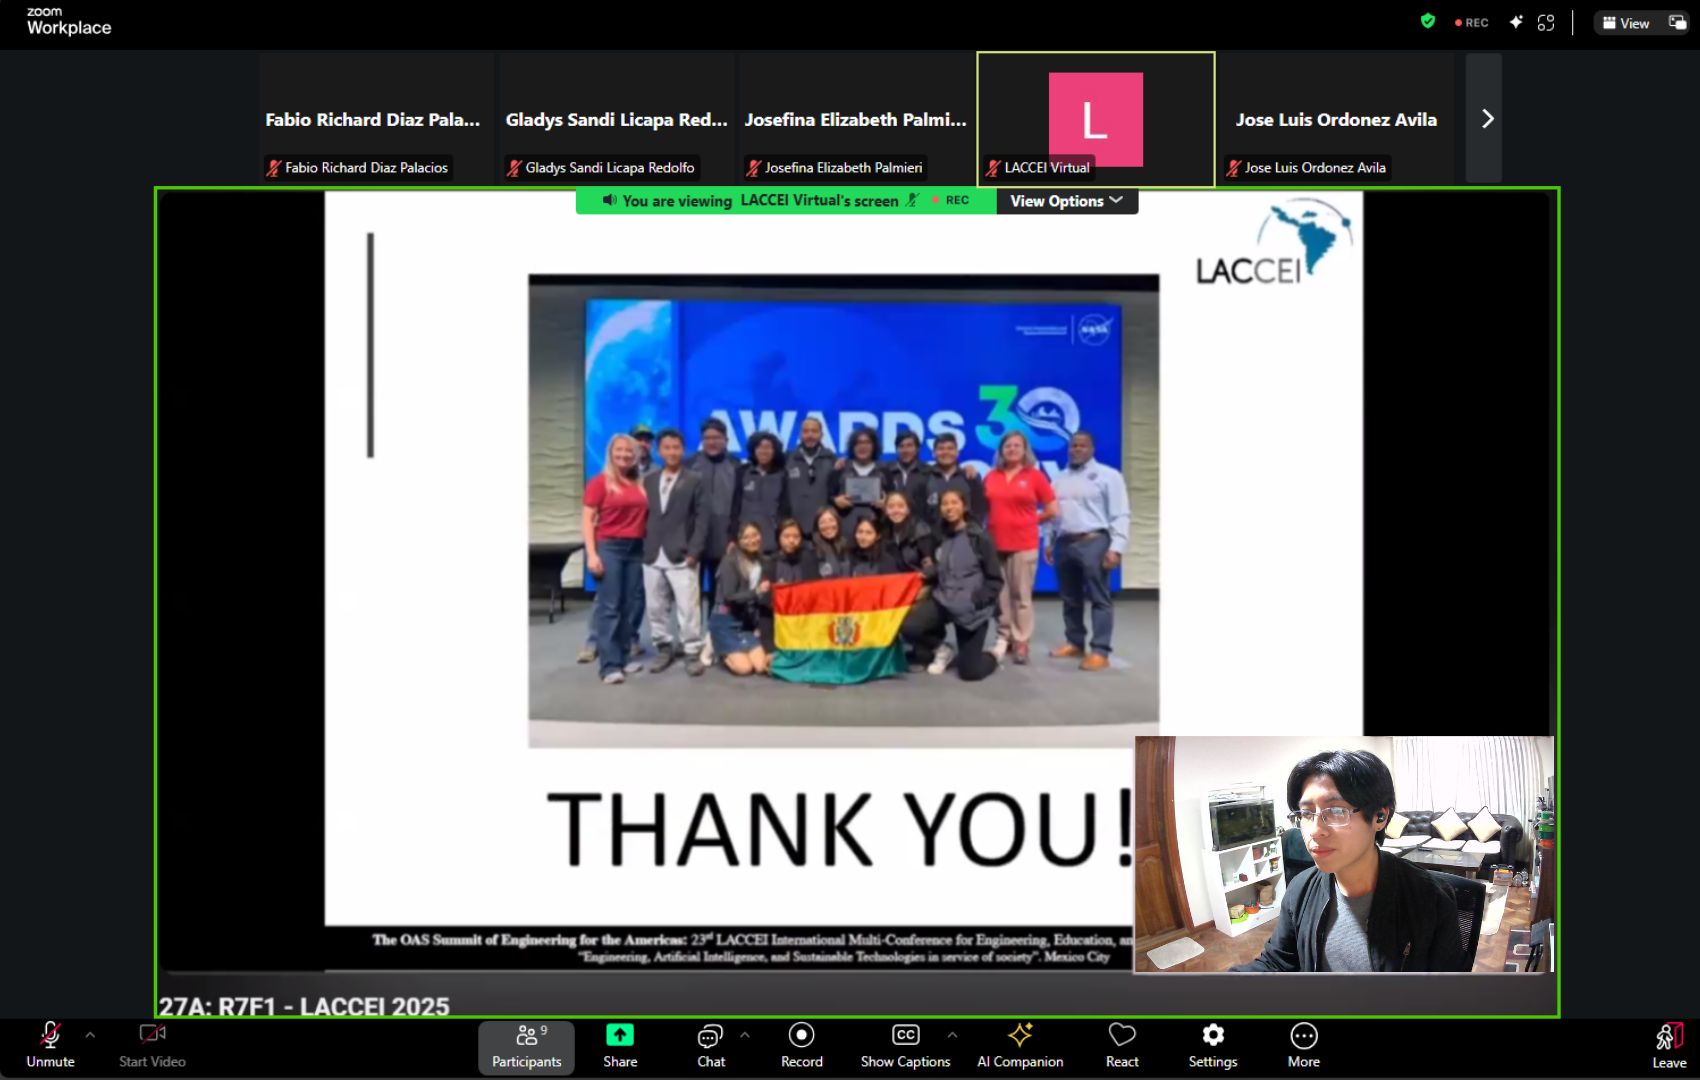 zoom
Workplace
REC
View
Fabio Richard Diaz Pala...
Gladys Sandi Licapa Red...
Josefina Elizabeth Palmi...
L
Jose Luis Ordonez Avila
Fabio Richard Diaz Palacios
Gladys Sandi Licapa Redolfo
Josefina Elizabeth Palmieri
LACCEI Virtual
Jose Luis Ordonez Avila
You are viewing LACCEI Virtual's screen
REC
View Options
LACCEI
NASA
AWARDS 30
THANK YOU!
The OAS Summit of Engineering for the Americas: 23rd LACCEI International Multi-Conference for Engineering, Education, an
"Engineering, Artificial Intelligence, and Sustainable Technologies in service of society". Mexico City
27A: R7F1 - LACCEI 2025
Unmute
Start Video
9
Participants
Share
Chat
Record
CC
Show Captions
AI Companion
React
Settings
More
Leave